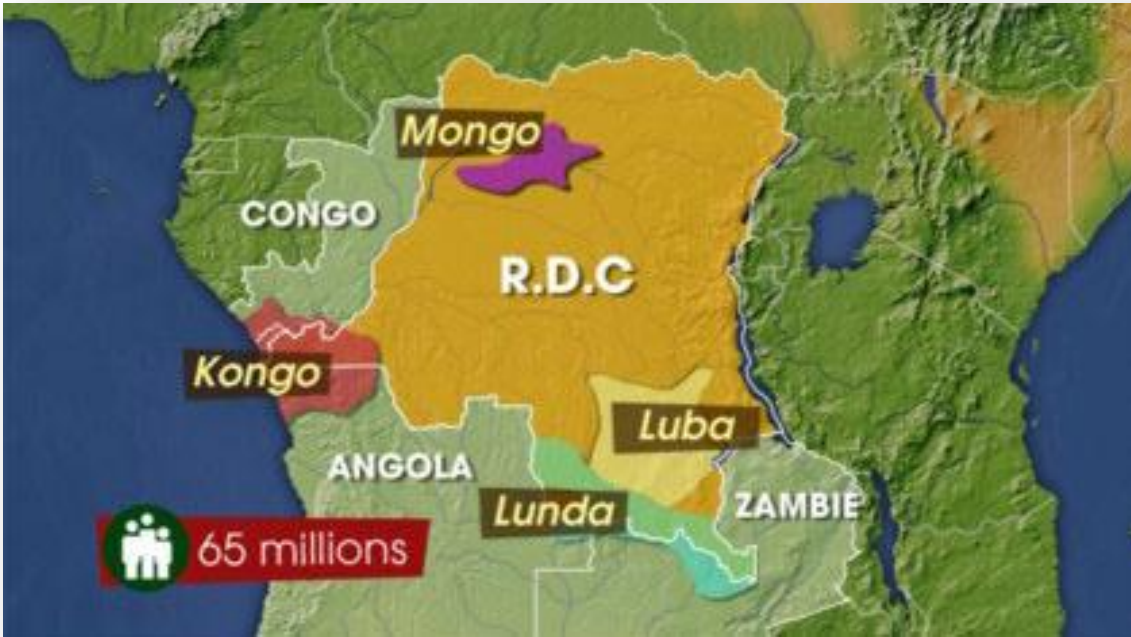 Mongo
CONGO
R.D.C
Kongo
Luba
ANGOLA
Lunda
ZAMBIE
65 millions